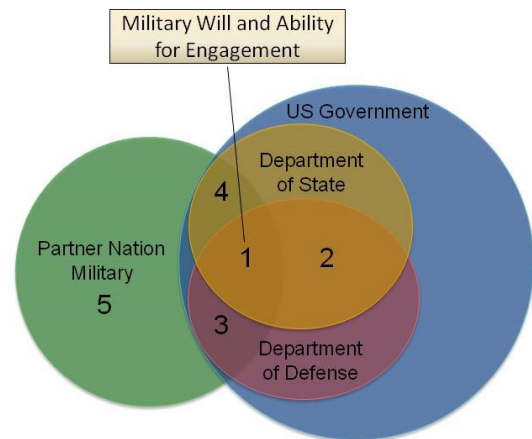 Military Will and Ability
for Engagement
US Government
Department
of State
4
Partner Nation
Military
1
2
5
3
Department
of Defense